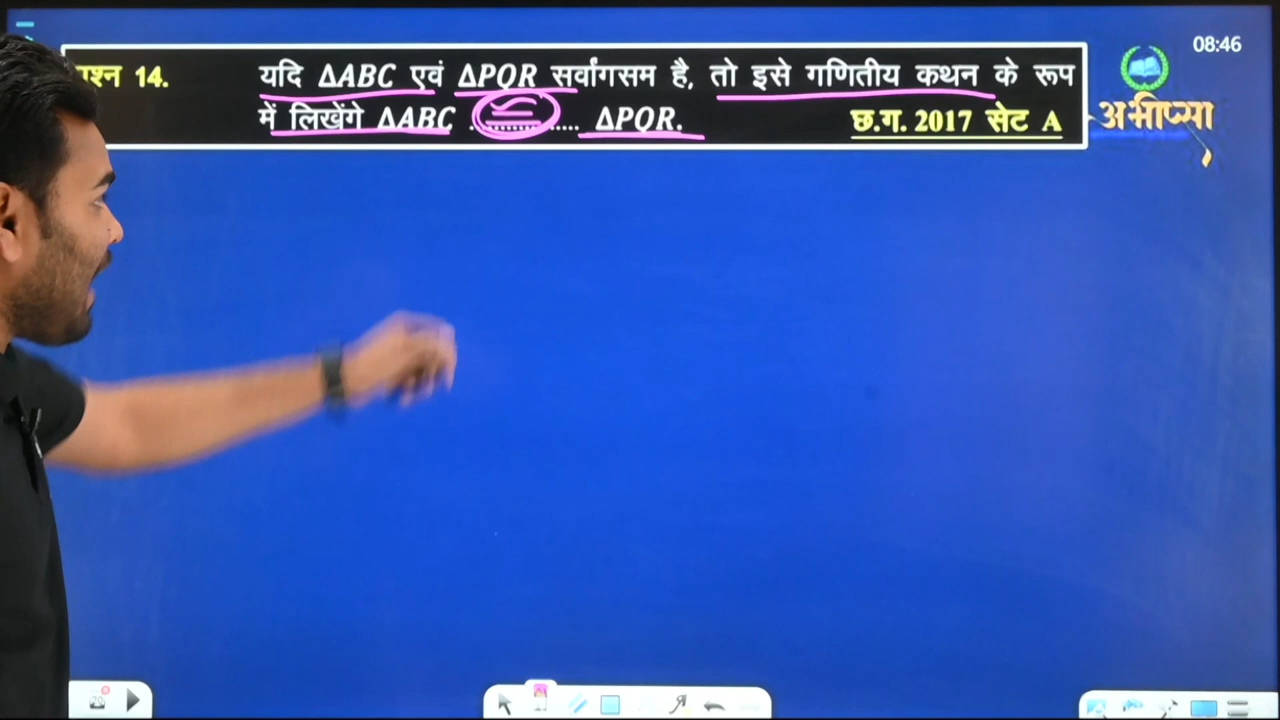 08:46
प्रश्न 14. यदि ΔABC एवं ΔPQR सर्वांगसम है, तो इसे गणितीय कथन के रूप
में लिखेंगे ΔABC ≅ ............ ΔPQR. छ.ग. 2017 सेट A
अभीप्सा